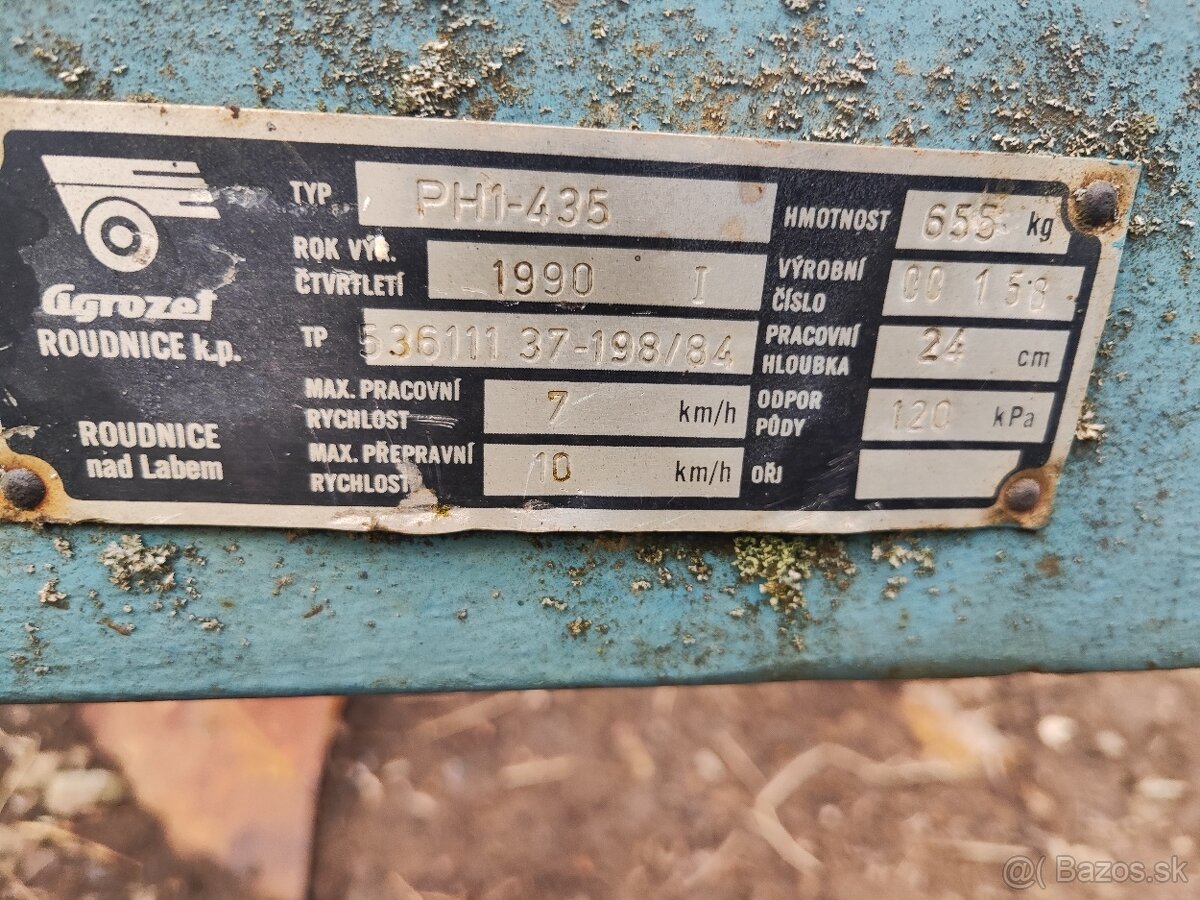 Agrozet
ROUDNICE k.p.
ROUDNICE
nad Labem
TYP PH1-435
ROK VÝR. ČTVRTLETÍ 1990 I
TP 536111 37-198/84
MAX. PRACOVNÍ RYCHLOST 7 km/h
MAX. PŘEPRAVNÍ RYCHLOST 10 km/h
HMOTNOST 655 kg
VÝROBNÍ ČÍSLO 00 158
PRACOVNÍ HLOUBKA 24 cm
ODPOR PŮDY 120 kPa
OŘJ
Bazos.sk